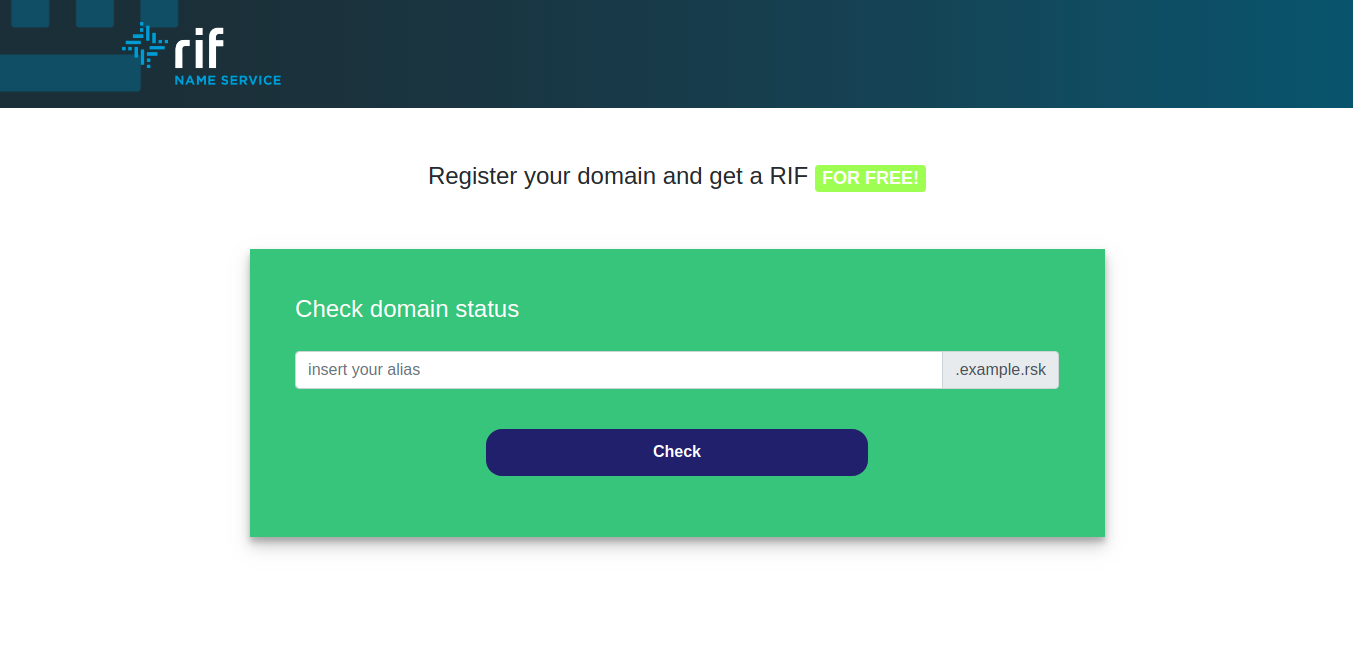 rif
NAME SERVICE
Register your domain and get a RIF FOR FREE!
Check domain status
insert your alias .example.rsk
Check